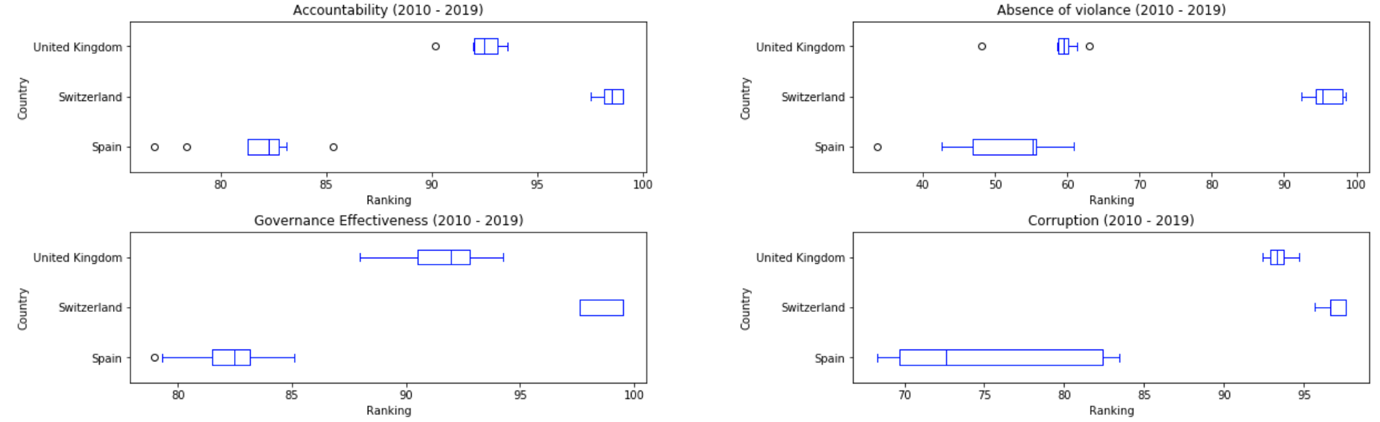 Accountability (2010 - 2019)
United Kingdom
Switzerland
Spain
Country
80 85 90 95 100
Ranking
Absence of violance (2010 - 2019)
United Kingdom
Switzerland
Spain
Country
40 50 60 70 80 90 100
Ranking
Governance Effectiveness (2010 - 2019)
United Kingdom
Switzerland
Spain
Country
80 85 90 95 100
Ranking
Corruption (2010 - 2019)
United Kingdom
Switzerland
Spain
Country
70 75 80 85 90 95
Ranking